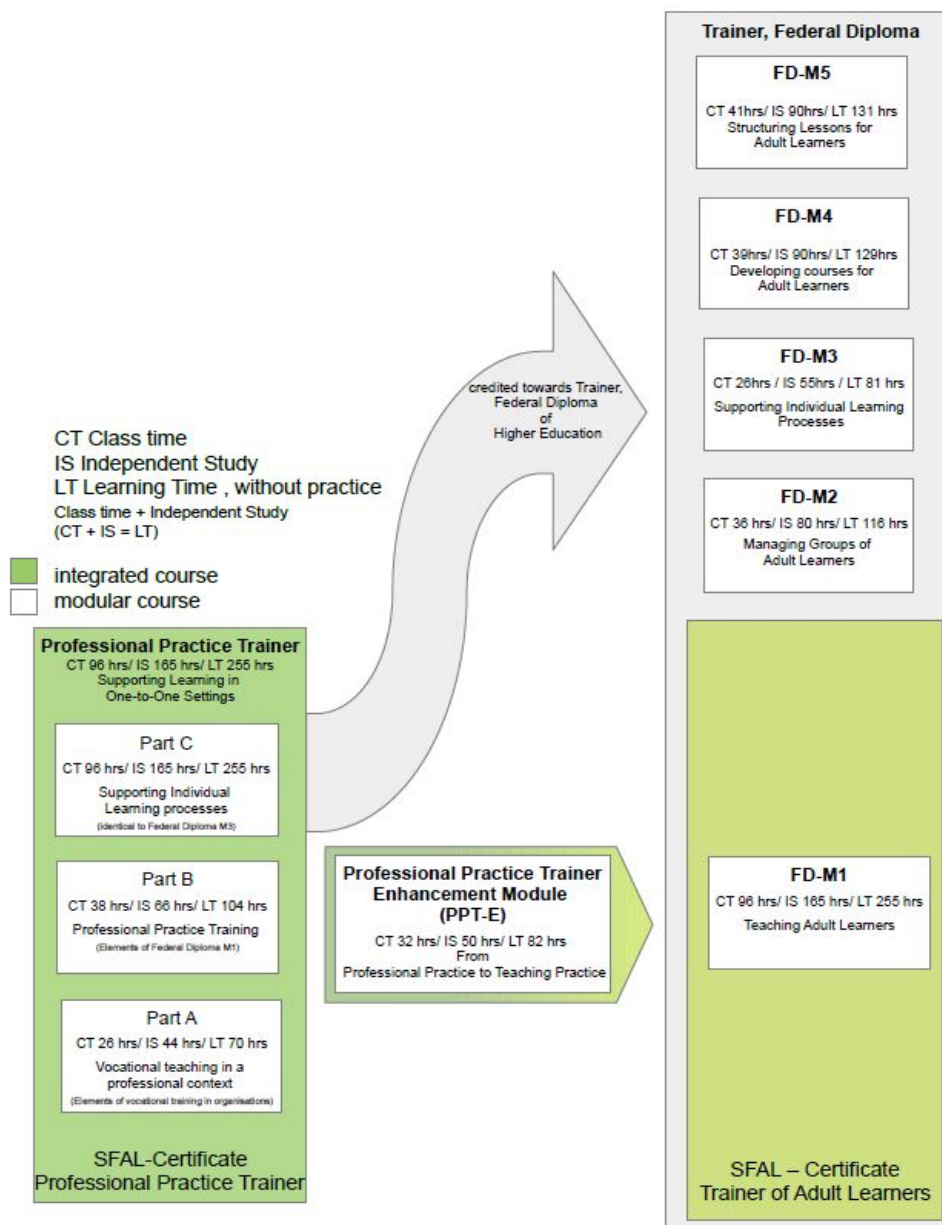 CT Class time
IS Independent Study
LT Learning Time , without practice
Class time + Independent Study
(CT + IS = LT)
integrated course
modular course
Professional Practice Trainer
CT 96 hrs/ IS 165 hrs/ LT 255 hrs
Supporting Learning in
One-to-One Settings
Part C
CT 96 hrs/ IS 165 hrs/ LT 255 hrs
Supporting Individual
Learning processes
(identical to Federal Diploma M3)
Part B
CT 38 hrs/ IS 66 hrs/ LT 104 hrs
Professional Practice Training
(Elements of Federal Diploma M1)
Part A
CT 26 hrs/ IS 44 hrs/ LT 70 hrs
Vocational teaching in a
professional context
(Elements of vocational training in organisations)
SFAL-Certificate
Professional Practice Trainer
credited towards Trainer,
Federal Diploma
of
Higher Education
Professional Practice Trainer
Enhancement Module
(PPT-E)
CT 32 hrs/ IS 50 hrs/ LT 82 hrs
From
Professional Practice to Teaching Practice
Trainer, Federal Diploma
FD-M5
CT 41hrs/ IS 90hrs/ LT 131 hrs
Structuring Lessons for
Adult Learners
FD-M4
CT 39hrs/ IS 90hrs/ LT 129hrs
Developing courses for
Adult Learners
FD-M3
CT 26hrs / IS 55hrs / LT 81 hrs
Supporting Individual Learning
Processes
FD-M2
CT 36 hrs/ IS 80 hrs/ LT 116 hrs
Managing Groups of
Adult Learners
FD-M1
CT 96 hrs/ IS 165 hrs/ LT 255 hrs
Teaching Adult Learners
SFAL – Certificate
Trainer of Adult Learners